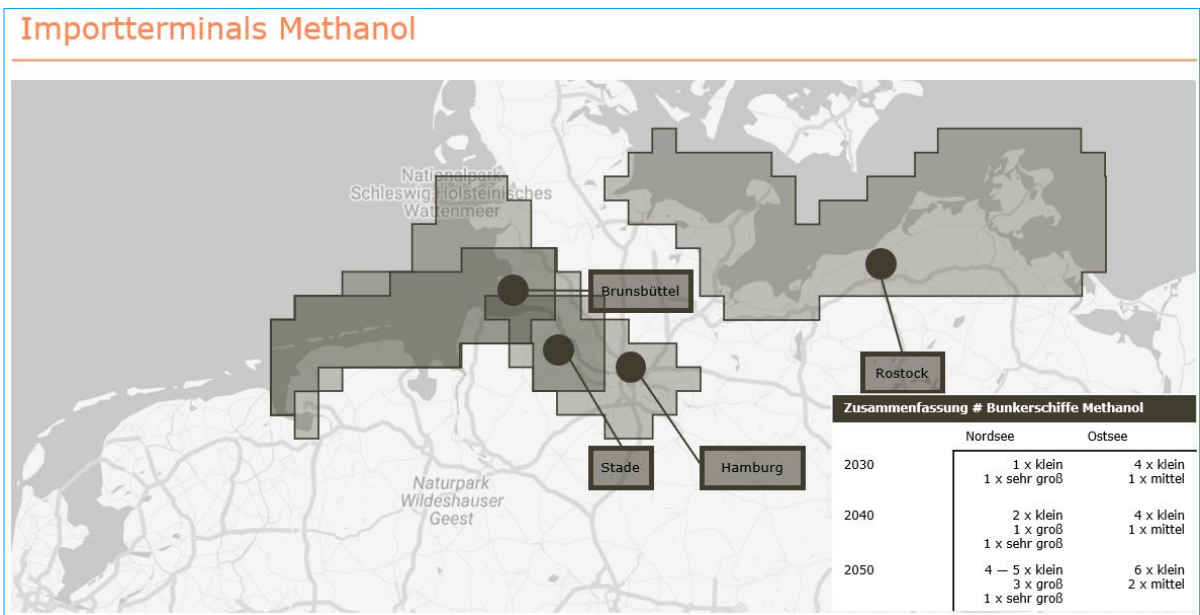 Importterminals Methanol
Nationalpark
Schleswig-Holsteinisches
Wattenmeer
Brunsbüttel
Rostock
Stade
Hamburg
Naturpark
Wildeshauser
Geest
Zusammenfassung # Bunkerschiffe Methanol
Nordsee Ostsee
2030 1 x klein 4 x klein
1 x sehr groß 1 x mittel
2040 2 x klein 4 x klein
1 x groß 1 x mittel
1 x sehr groß
2050 4 — 5 x klein 6 x klein
3 x groß 2 x mittel
1 x sehr groß